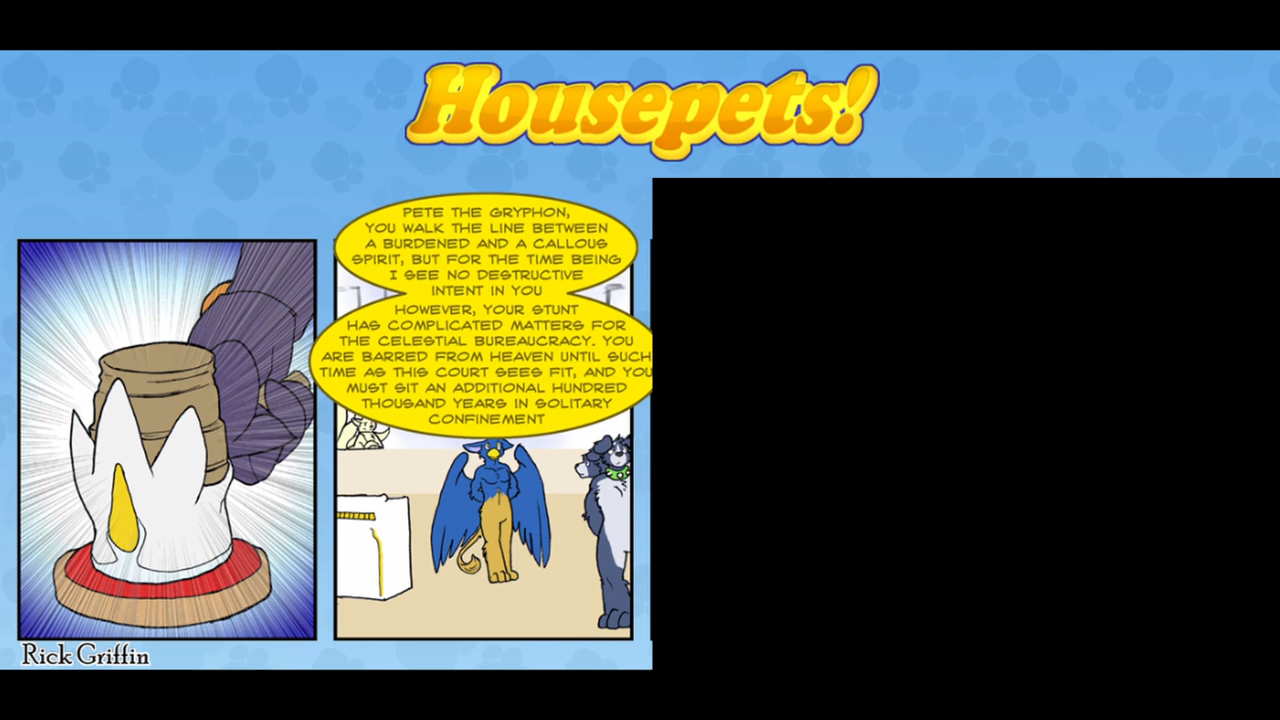 Housepets!
PETE THE GRYPHON,
YOU WALK THE LINE BETWEEN
A BURDENED AND A CALLOUS
SPIRIT, BUT FOR THE TIME BEING
I SEE NO DESTRUCTIVE
INTENT IN YOU
HOWEVER, YOUR STUNT
HAS COMPLICATED MATTERS FOR
THE CELESTIAL BUREAUCRACY. YOU
ARE BARRED FROM HEAVEN UNTIL SUCH
TIME AS THIS COURT SEES FIT, AND YOU
MUST SIT AN ADDITIONAL HUNDRED
THOUSAND YEARS IN SOLITARY
CONFINEMENT
Rick Griffin